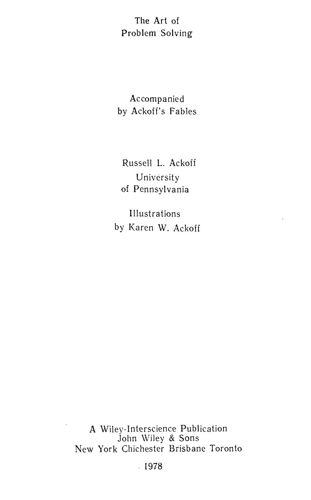 The Art of
Problem Solving
Accompanied
by Ackoff's Fables
Russell L. Ackoff
University
of Pennsylvania
Illustrations
by Karen W. Ackoff
A Wiley-Interscience Publication
John Wiley & Sons
New York Chichester Brisbane Toronto
1978